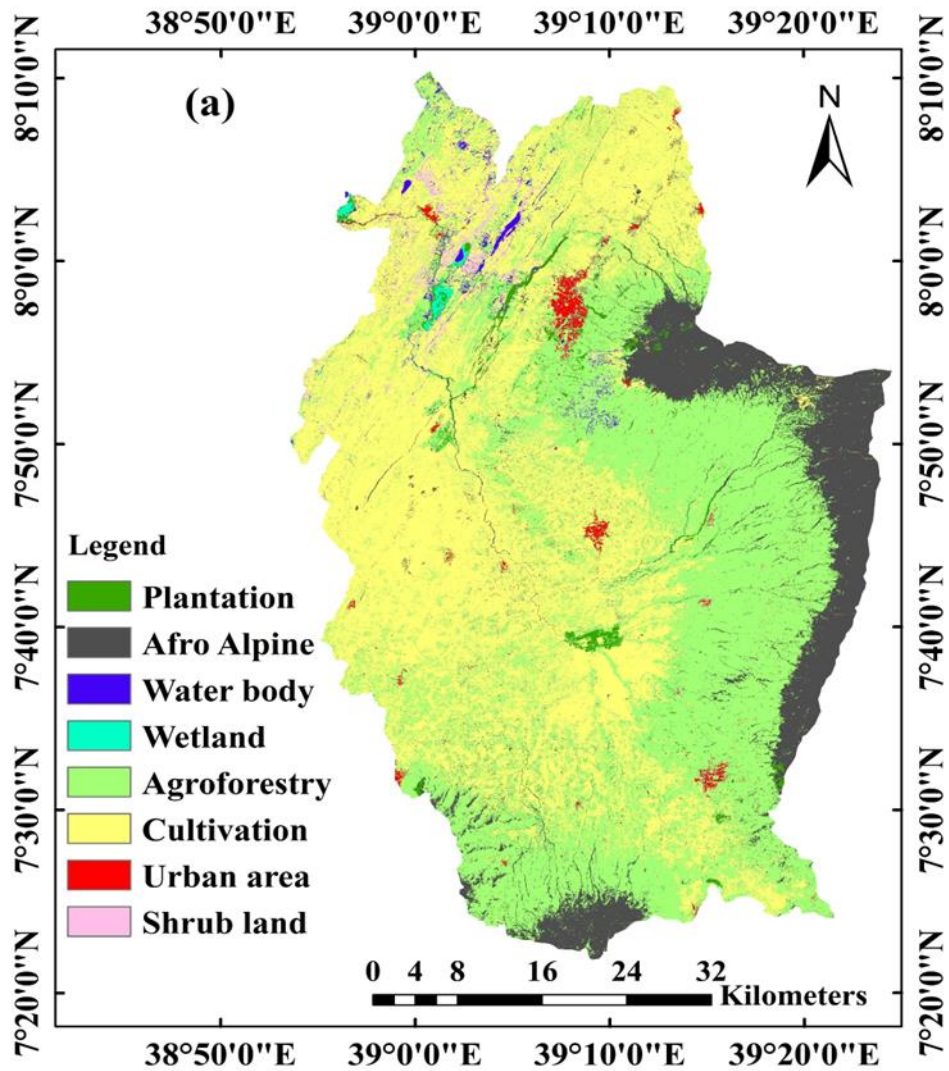 38°50'0"E 39°0'0"E 39°10'0"E 39°20'0"E
8°10'0"N
8°0'0"N
7°50'0"N
7°40'0"N
7°30'0"N
7°20'0"N
(a)
N
8°10'0"N
8°0'0"N
7°50'0"N
7°40'0"N
7°30'0"N
7°20'0"N
Legend
Plantation
Afro Alpine
Water body
Wetland
Agroforestry
Cultivation
Urban area
Shrub land
0 4 8 16 24 32
Kilometers
38°50'0"E 39°0'0"E 39°10'0"E 39°20'0"E